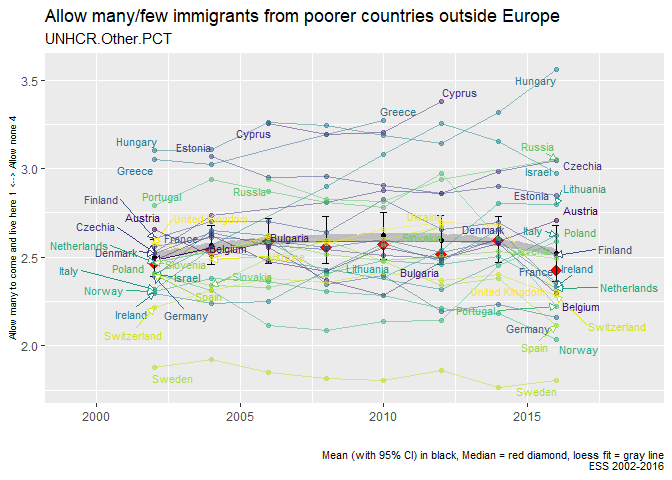 Allow many/few immigrants from poorer countries outside Europe
UNHCR.Other.PCT
Allow many to come and live here 1 <--> Allow none 4
3.5
3.0
2.5
2.0
2000
2005
2010
2015
Hungary
Greece
Estonia
Portugal
Finland
Austria
United Kingdom
Czechia
France
Netherlands
Denmark
Belgium
Italy
Poland
Slovenia
Israel
Norway
Spain
Slovakia
Ireland
Germany
Switzerland
Sweden
Cyprus
Russia
Bulgaria
Lithuania
Greece
Cyprus
Ukraine
Denmark
Bulgaria
Portugal
Hungary
Russia
Israel
Czechia
Lithuania
Estonia
Austria
Italy
Poland
Finland
France
Ireland
Netherlands
United Kingdom
Belgium
Germany
Switzerland
Spain
Norway
Sweden
Mean (with 95% CI) in black, Median = red diamond, loess fit = gray line
ESS 2002-2016